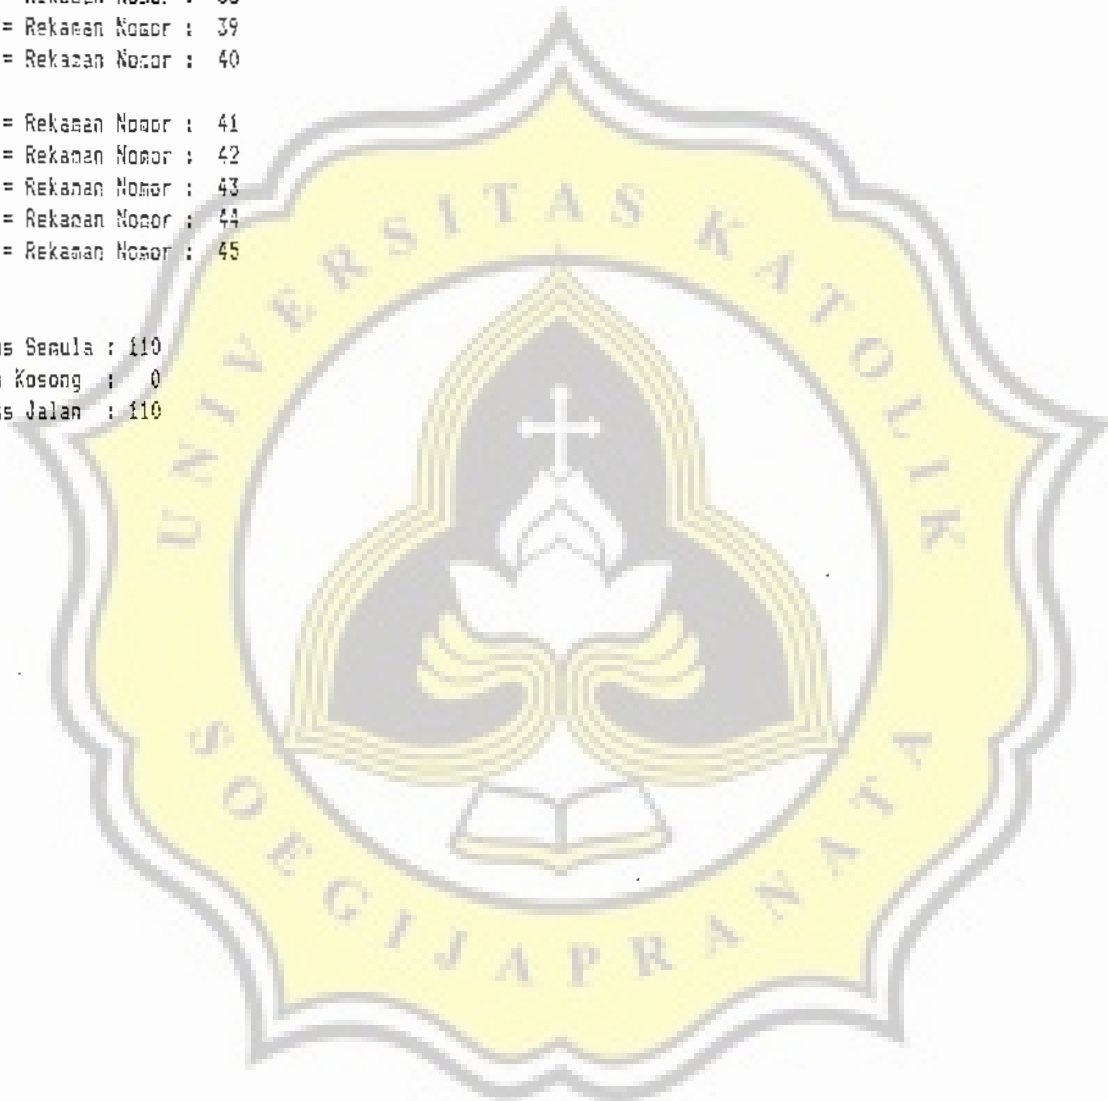 = Rekaman Nomor : 39
= Rekaman Nomor : 40
= Rekaman Nomor : 41
= Rekaman Nomor : 42
= Rekaman Nomor : 43
= Rekaman Nomor : 44
= Rekaman Nomor : 45
Semula : 110
Kosong : 0
Jalan : 110
UNIVERSITAS KATOLIK
SOEGIJAPRANATA